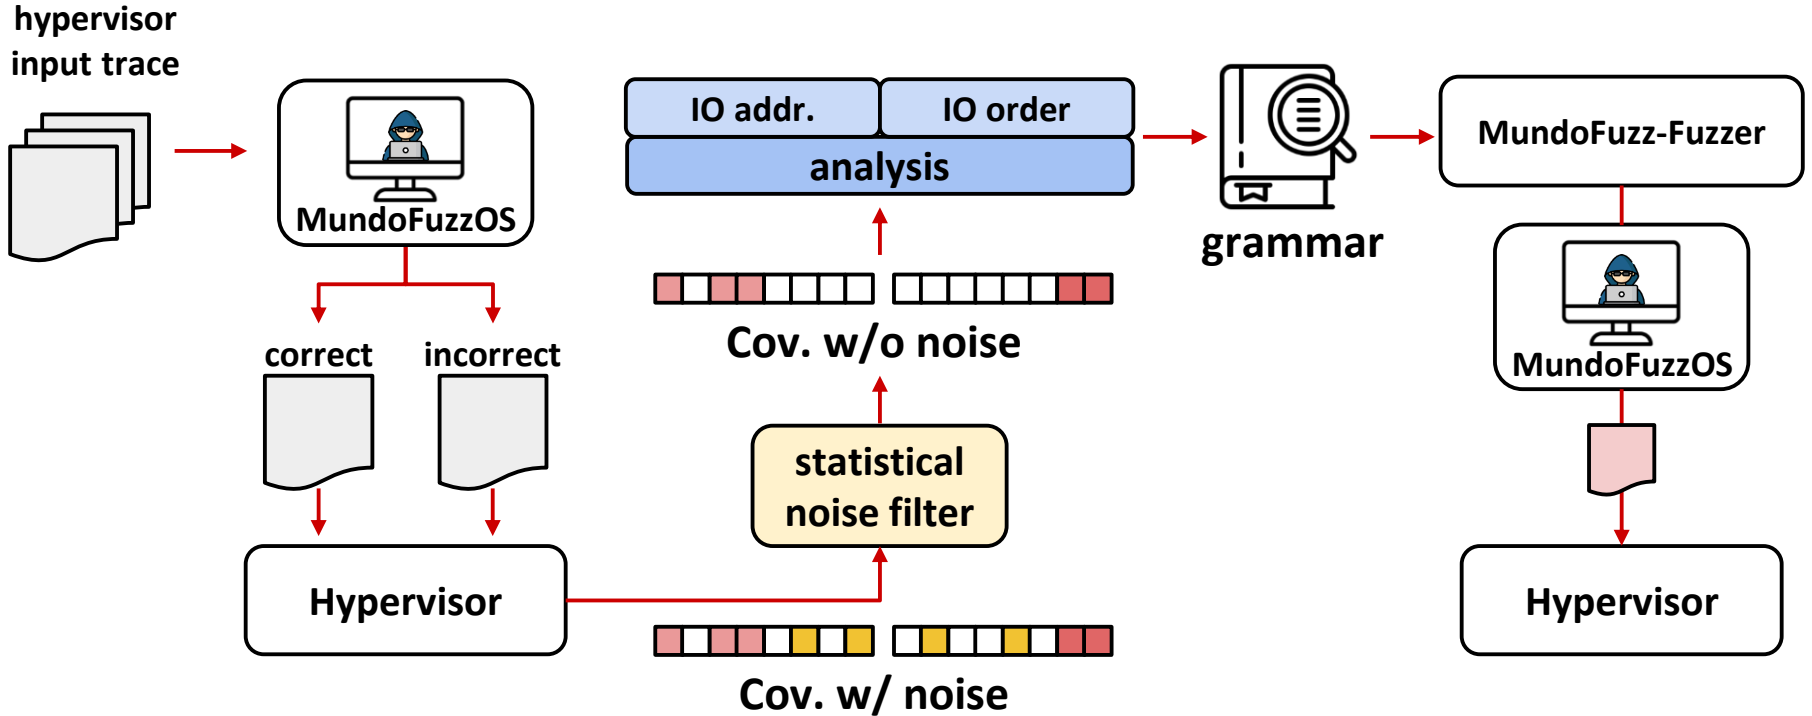 hypervisor
input trace
MundoFuzzOS
correct
incorrect
Hypervisor
Cov. w/ noise
statistical
noise filter
Cov. w/o noise
IO addr.
IO order
analysis
grammar
MundoFuzz-Fuzzer
MundoFuzzOS
Hypervisor